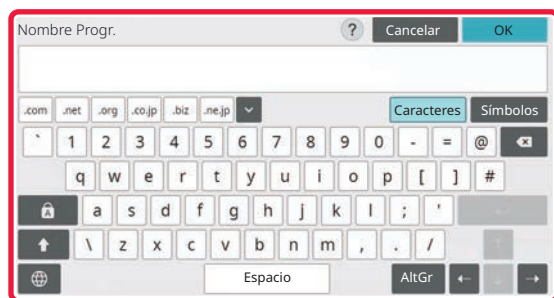 Nombre Progr. ? Cancelar OK
.com .net .org .co.jp .biz .ne.jp Caracteres Símbolos
` 1 2 3 4 5 6 7 8 9 0 - = @
q w e r t y u i o p [ ] #
A a s d f g h j k l ; '
\ z x c v b n m , . /
Espacio AltGr ← ↓ →